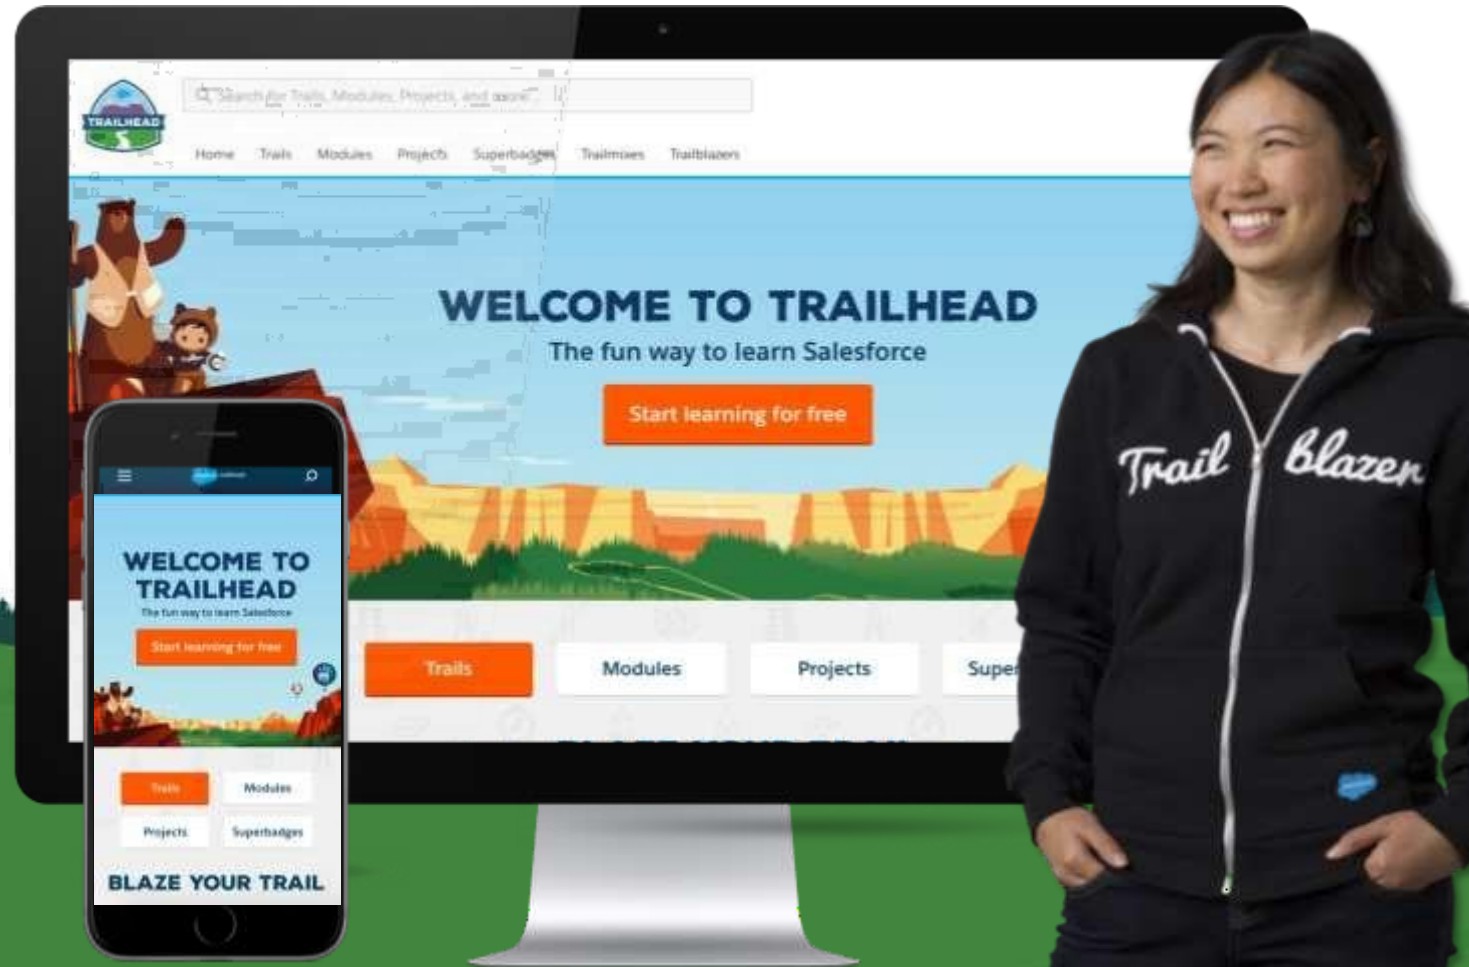 TRAILHEAD
Search for Trails, Modules, Projects, and more
Home Trails Modules Projects Superbadges Trailmixes Trailblazers
WELCOME TO TRAILHEAD
The fun way to learn Salesforce
Start learning for free
Trails Modules Projects Super
WELCOME TO
TRAILHEAD
The fun way to learn Salesforce
Start learning for free
Trails Modules
Projects Superbadges
BLAZE YOUR TRAIL
Trail blazer